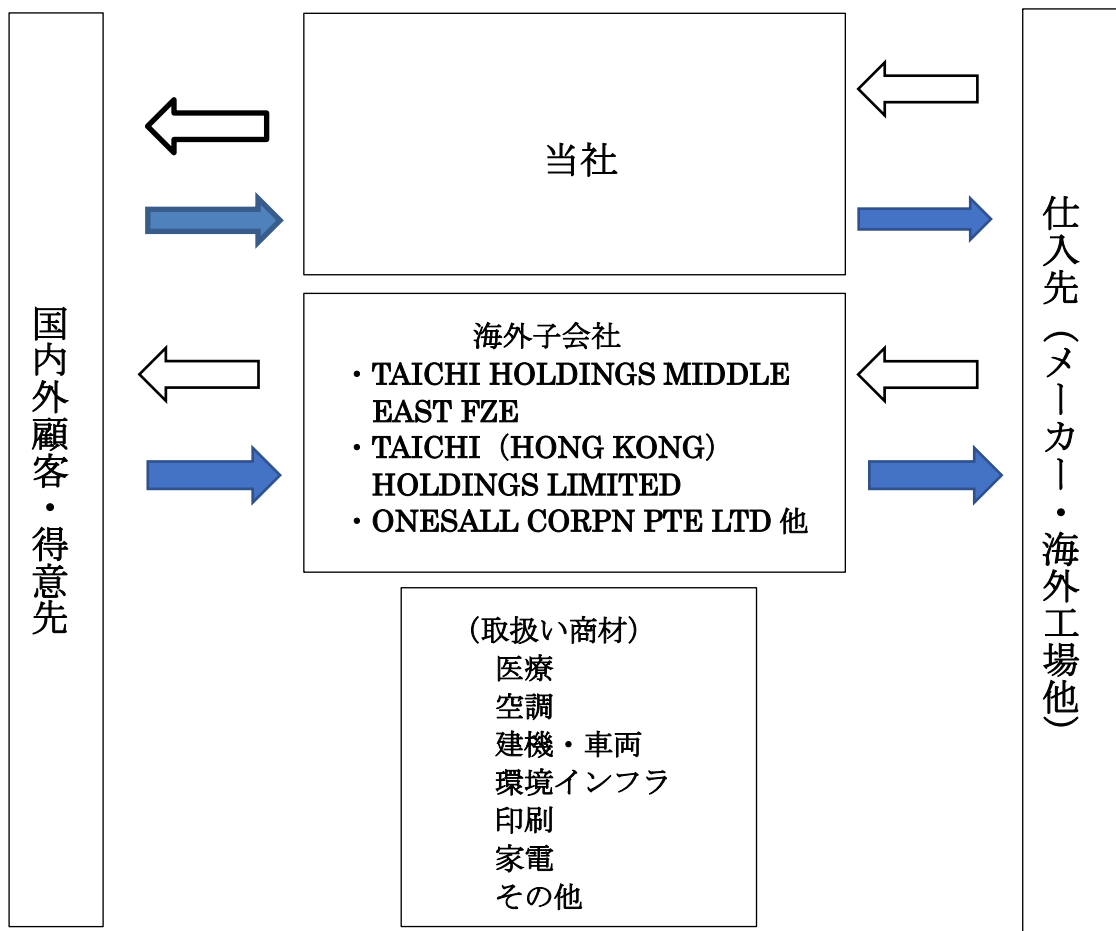 当社
国内外顧客・得意先
仕入先（メーカー・海外工場他）
海外子会社
・TAICHI HOLDINGS MIDDLE
EAST FZE
・TAICHI（HONG KONG）
HOLDINGS LIMITED
・ONESALL CORPN PTE LTD 他
（取扱い商材）
医療
空調
建機・車両
環境インフラ
印刷
家電
その他